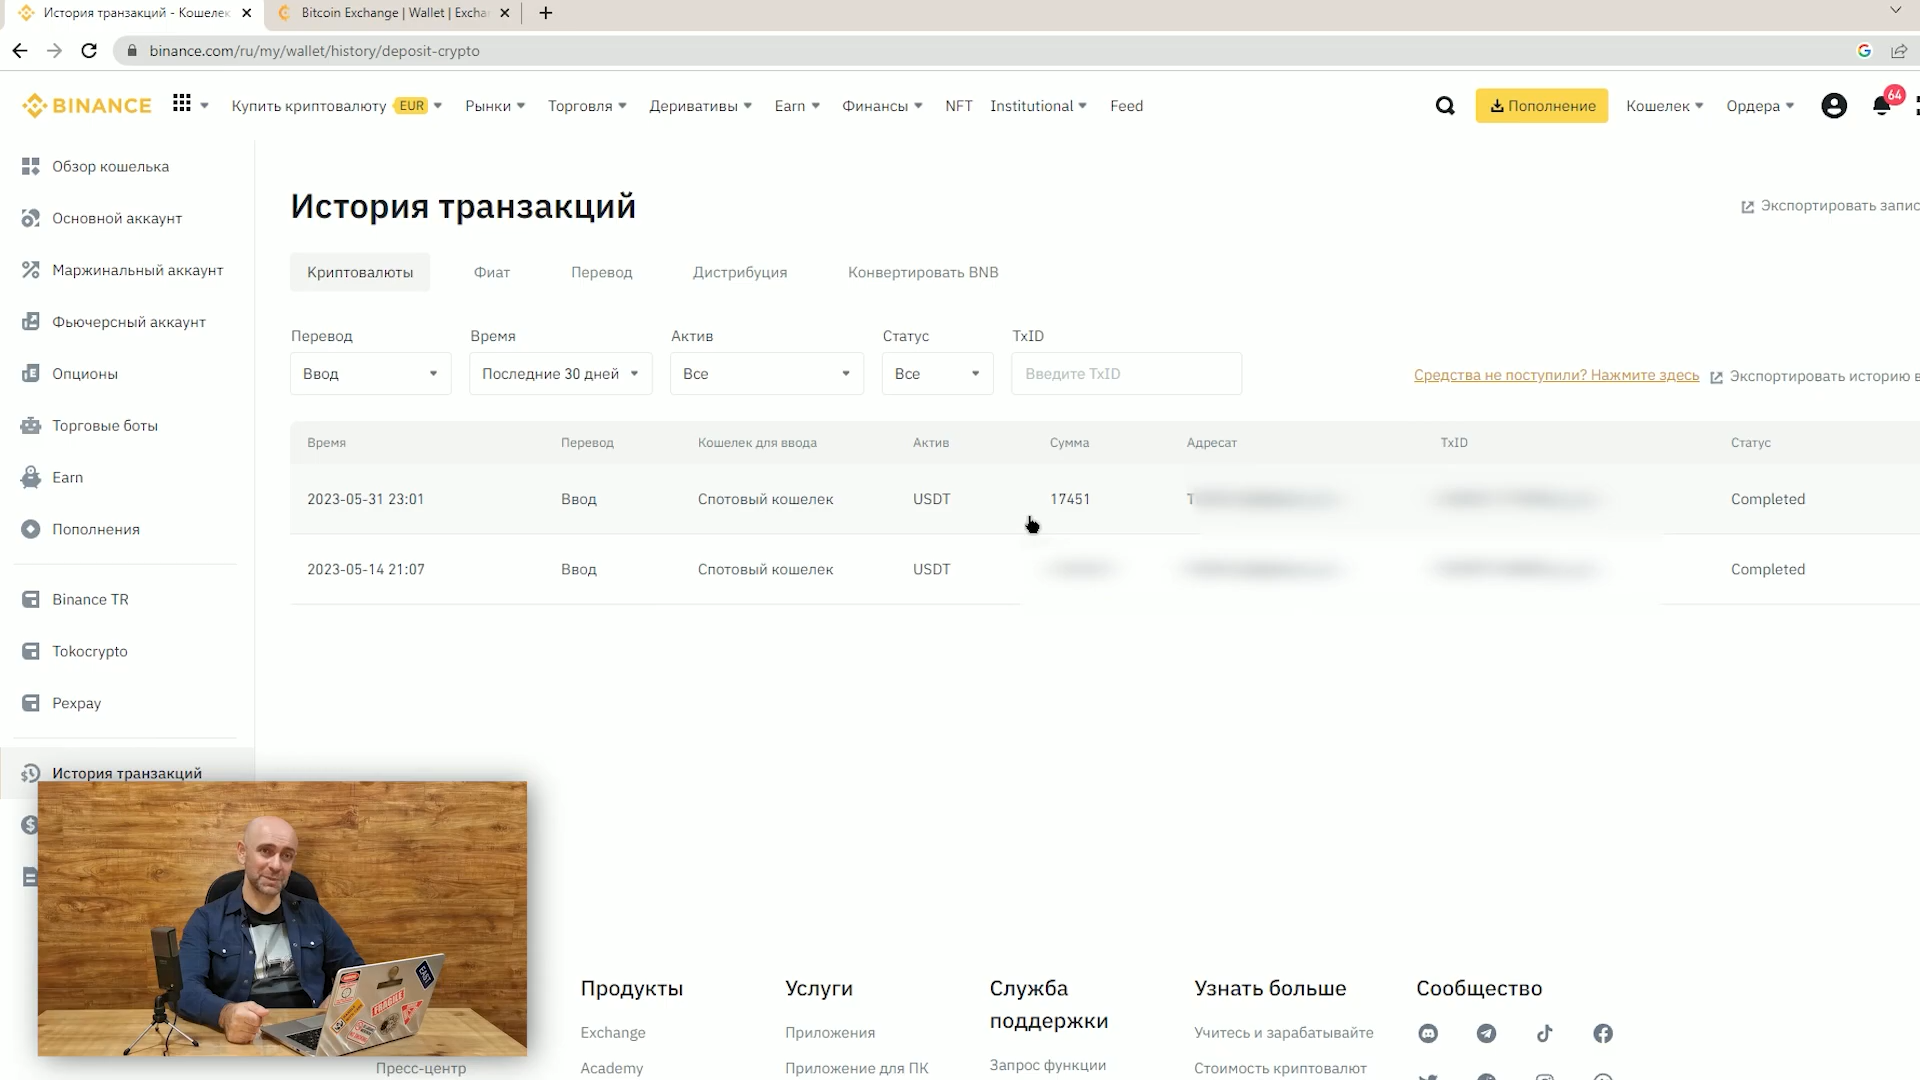 История транзакций - Кошелек
Bitcoin Exchange | Wallet | Excha
binance.com/ru/my/wallet/history/deposit-crypto
BINANCE
Купить криптовалюту EUR
Рынки
Торговля
Деривативы
Earn
Финансы
NFT
Institutional
Feed
Пополнение
Кошелек
Ордера
64
Обзор кошелька
Основной аккаунт
Маржинальный аккаунт
Фьючерсный аккаунт
Опционы
Торговые боты
Earn
Пополнения
Binance TR
Tokocrypto
Pexpay
История транзакций
История транзакций
Экспортировать запис
Криптовалюты
Фиат
Перевод
Дистрибуция
Конвертировать BNB
Перевод
Время
Актив
Статус
TxID
Ввод
Последние 30 дней
Все
Все
Введите TxID
Средства не поступили? Нажмите здесь
Экспортировать историю в
Время Перевод Кошелек для ввода Актив Сумма Адресат TxID Статус
2023-05-31 23:01 Ввод Спотовый кошелек USDT 17451 T Completed
2023-05-14 21:07 Ввод Спотовый кошелек USDT Completed
FRAGILE
Пресс-центр
Продукты
Exchange
Academy
Услуги
Приложения
Приложение для ПК
Служба
поддержки
Запрос функции
Узнать больше
Учитесь и зарабатывайте
Стоимость криптовалют
Сообщество